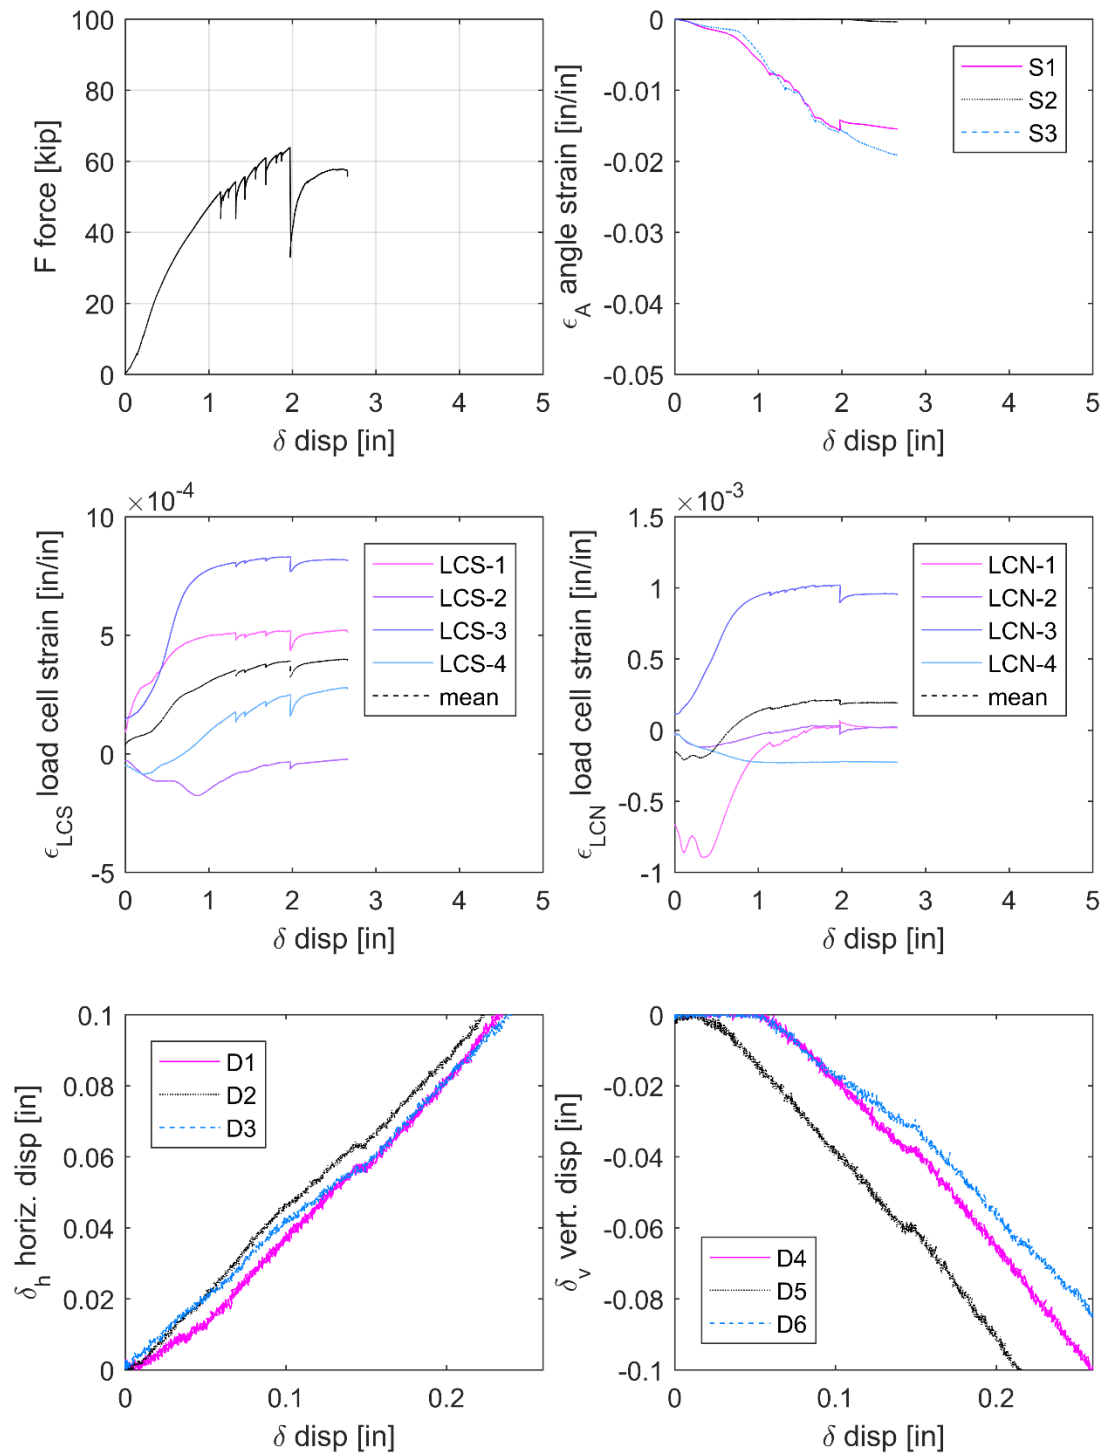 100
80
60
40
20
0
F force [kip]
0 1 2 3 4 5
δ disp [in]
0
-0.01
-0.02
-0.03
-0.04
-0.05
ϵA angle strain [in/in]
S1
S2
S3
0 1 2 3 4 5
δ disp [in]
×10-4
10
5
0
-5
ϵLCS load cell strain [in/in]
LCS-1
LCS-2
LCS-3
LCS-4
mean
0 1 2 3 4 5
δ disp [in]
×10-3
1.5
1
0.5
0
-0.5
-1
ϵLCN load cell strain [in/in]
LCN-1
LCN-2
LCN-3
LCN-4
mean
0 1 2 3 4 5
δ disp [in]
0.1
0.08
0.06
0.04
0.02
0
δh horiz. disp [in]
D1
D2
D3
0 0.1 0.2
δ disp [in]
0
-0.02
-0.04
-0.06
-0.08
-0.1
δv vert. disp [in]
D4
D5
D6
0 0.1 0.2
δ disp [in]